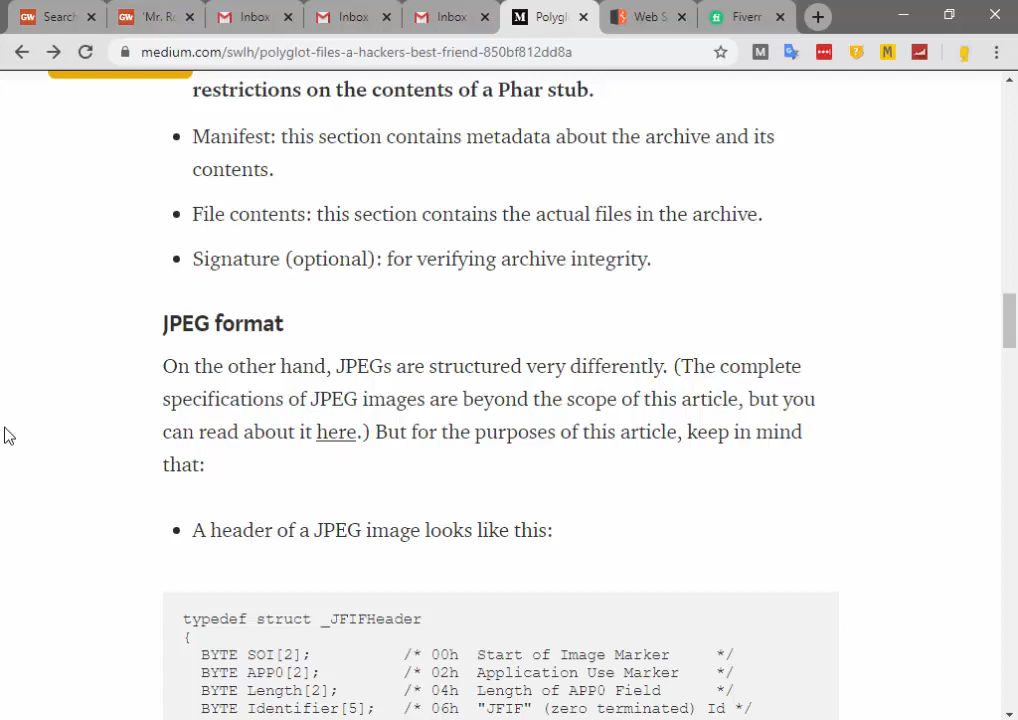 Search
'Mr. Ro
Inbox
Inbox
Inbox
Polygl
Web S
Fiverr
medium.com/swlh/polyglot-files-a-hackers-best-friend-850bf812dd8a
restrictions on the contents of a Phar stub.
• Manifest: this section contains metadata about the archive and its
contents.
• File contents: this section contains the actual files in the archive.
• Signature (optional): for verifying archive integrity.
JPEG format
On the other hand, JPEGs are structured very differently. (The complete
specifications of JPEG images are beyond the scope of this article, but you
can read about it here.) But for the purposes of this article, keep in mind
that:
• A header of a JPEG image looks like this:
typedef struct _JFIFHeader
{
BYTE SOI[2]; /* 00h Start of Image Marker */
BYTE APP0[2]; /* 02h Application Use Marker */
BYTE Length[2]; /* 04h Length of APP0 Field */
BYTE Identifier[5]; /* 06h "JFIF" (zero terminated) Id */